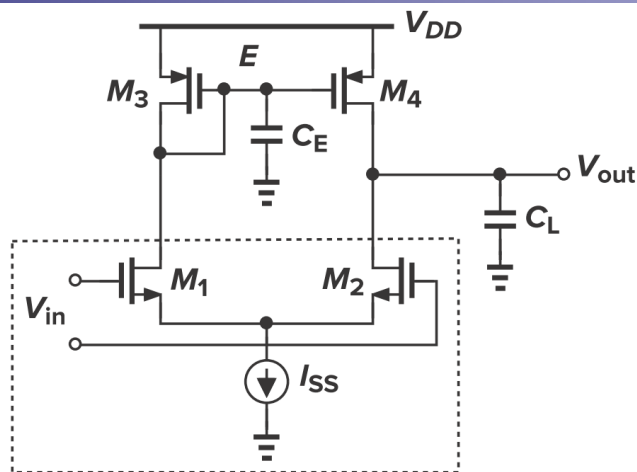 V_DD
E
M_3
M_4
C_E
V_out
C_L
M_1
M_2
V_in
I_SS